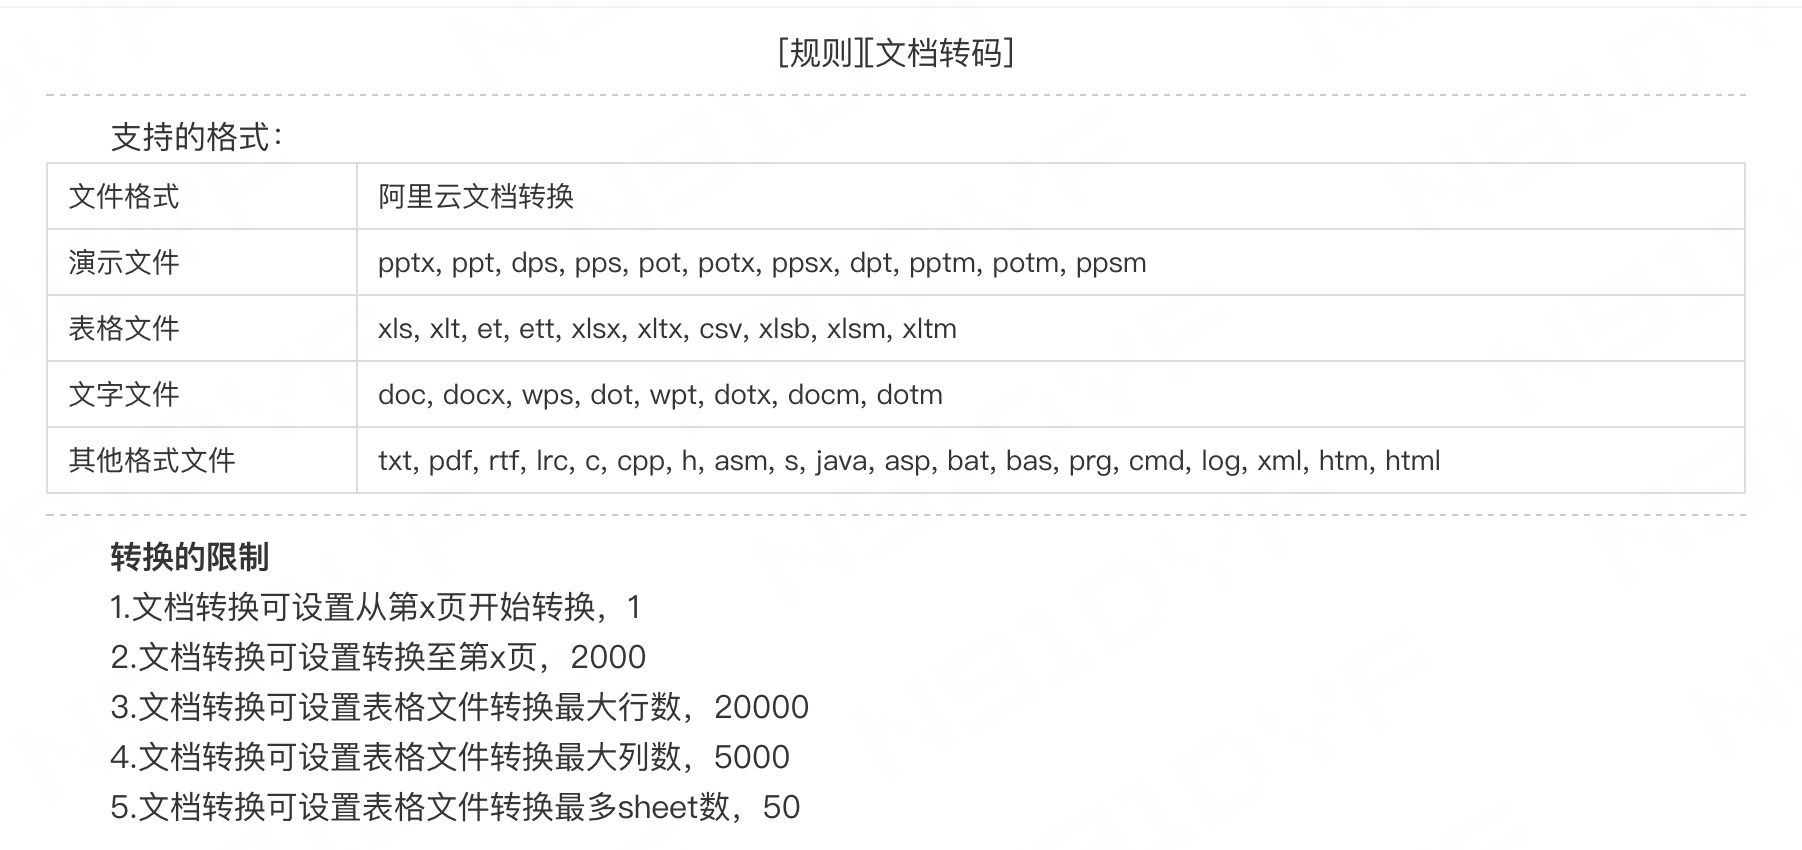 [规则][文档转码]
支持的格式：
文件格式 阿里云文档转换
演示文件 pptx, ppt, dps, pps, pot, potx, ppsx, dpt, pptm, potm, ppsm
表格文件 xls, xlt, et, ett, xlsx, xltx, csv, xlsb, xlsm, xltm
文字文件 doc, docx, wps, dot, wpt, dotx, docm, dotm
其他格式文件 txt, pdf, rtf, lrc, c, cpp, h, asm, s, java, asp, bat, bas, prg, cmd, log, xml, htm, html
转换的限制
1.文档转换可设置从第x页开始转换，1
2.文档转换可设置转换至第x页，2000
3.文档转换可设置表格文件转换最大行数，20000
4.文档转换可设置表格文件转换最大列数，5000
5.文档转换可设置表格文件转换最多sheet数，50